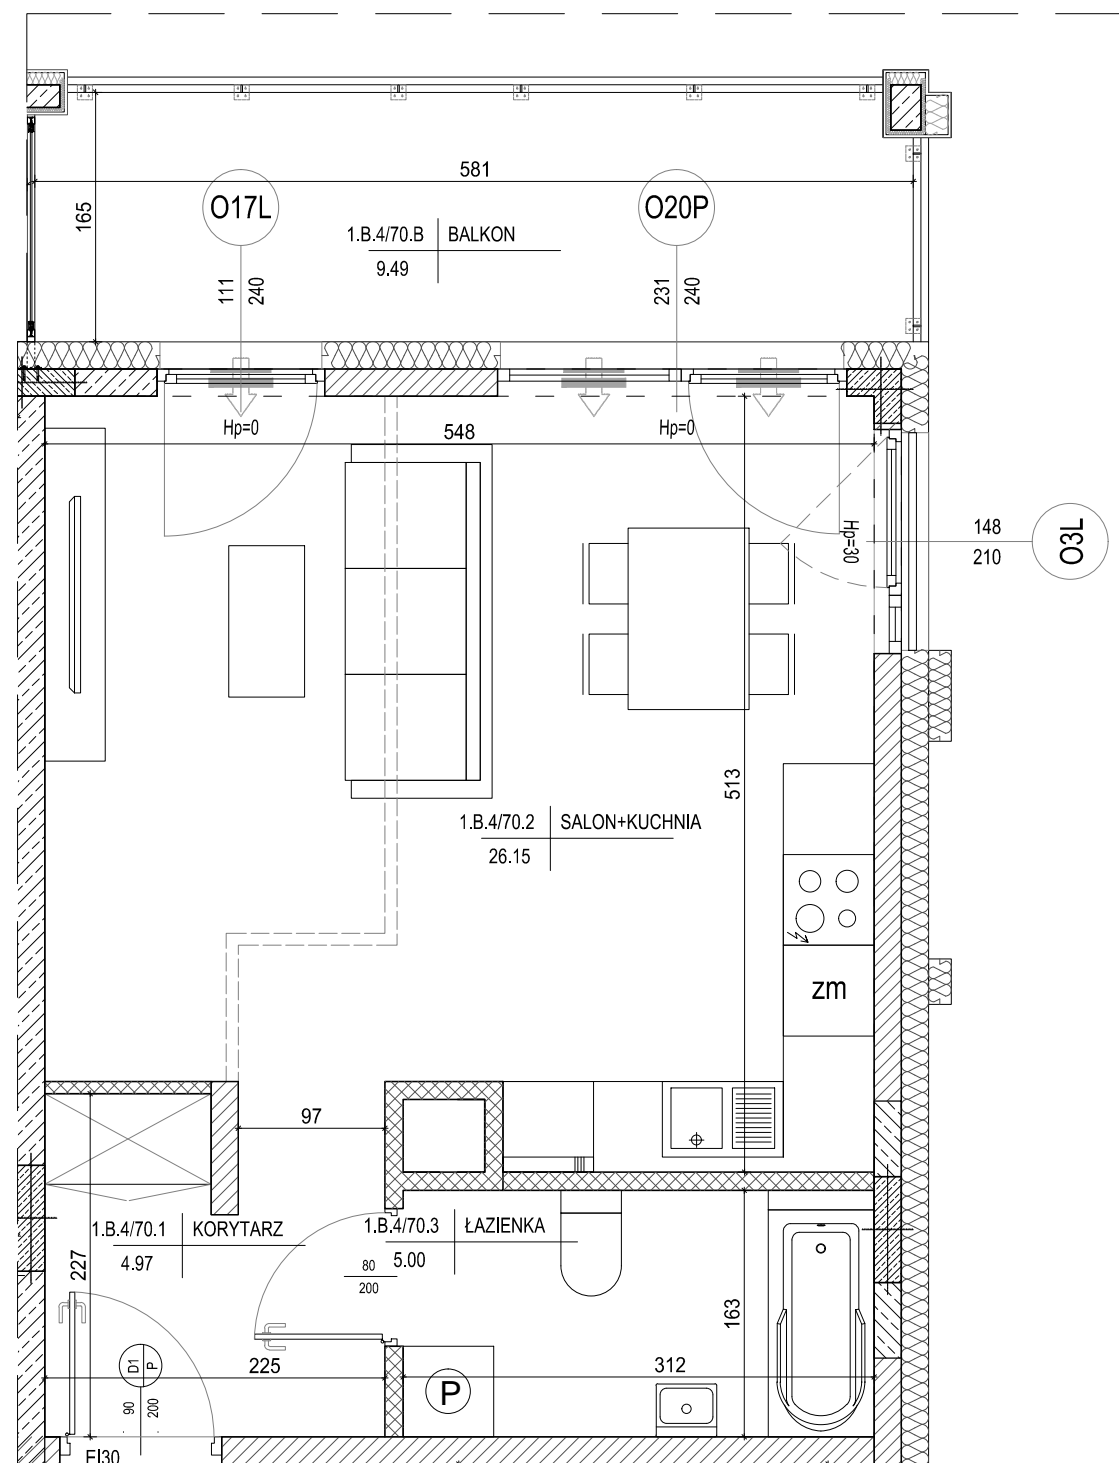 581
165
O17L
O20P
1.B.4/70.B BALKON
9.49
111
240
231
240
Hp=0
548
Hp=0
Hp=30
148
210
O3L
513
1.B.4/70.2 SALON+KUCHNIA
26.15
zm
97
1.B.4/70.1 KORYTARZ
4.97
1.B.4/70.3 ŁAZIENKA
5.00
227
80
200
163
225
312
D1
P
90
200
P
EI30